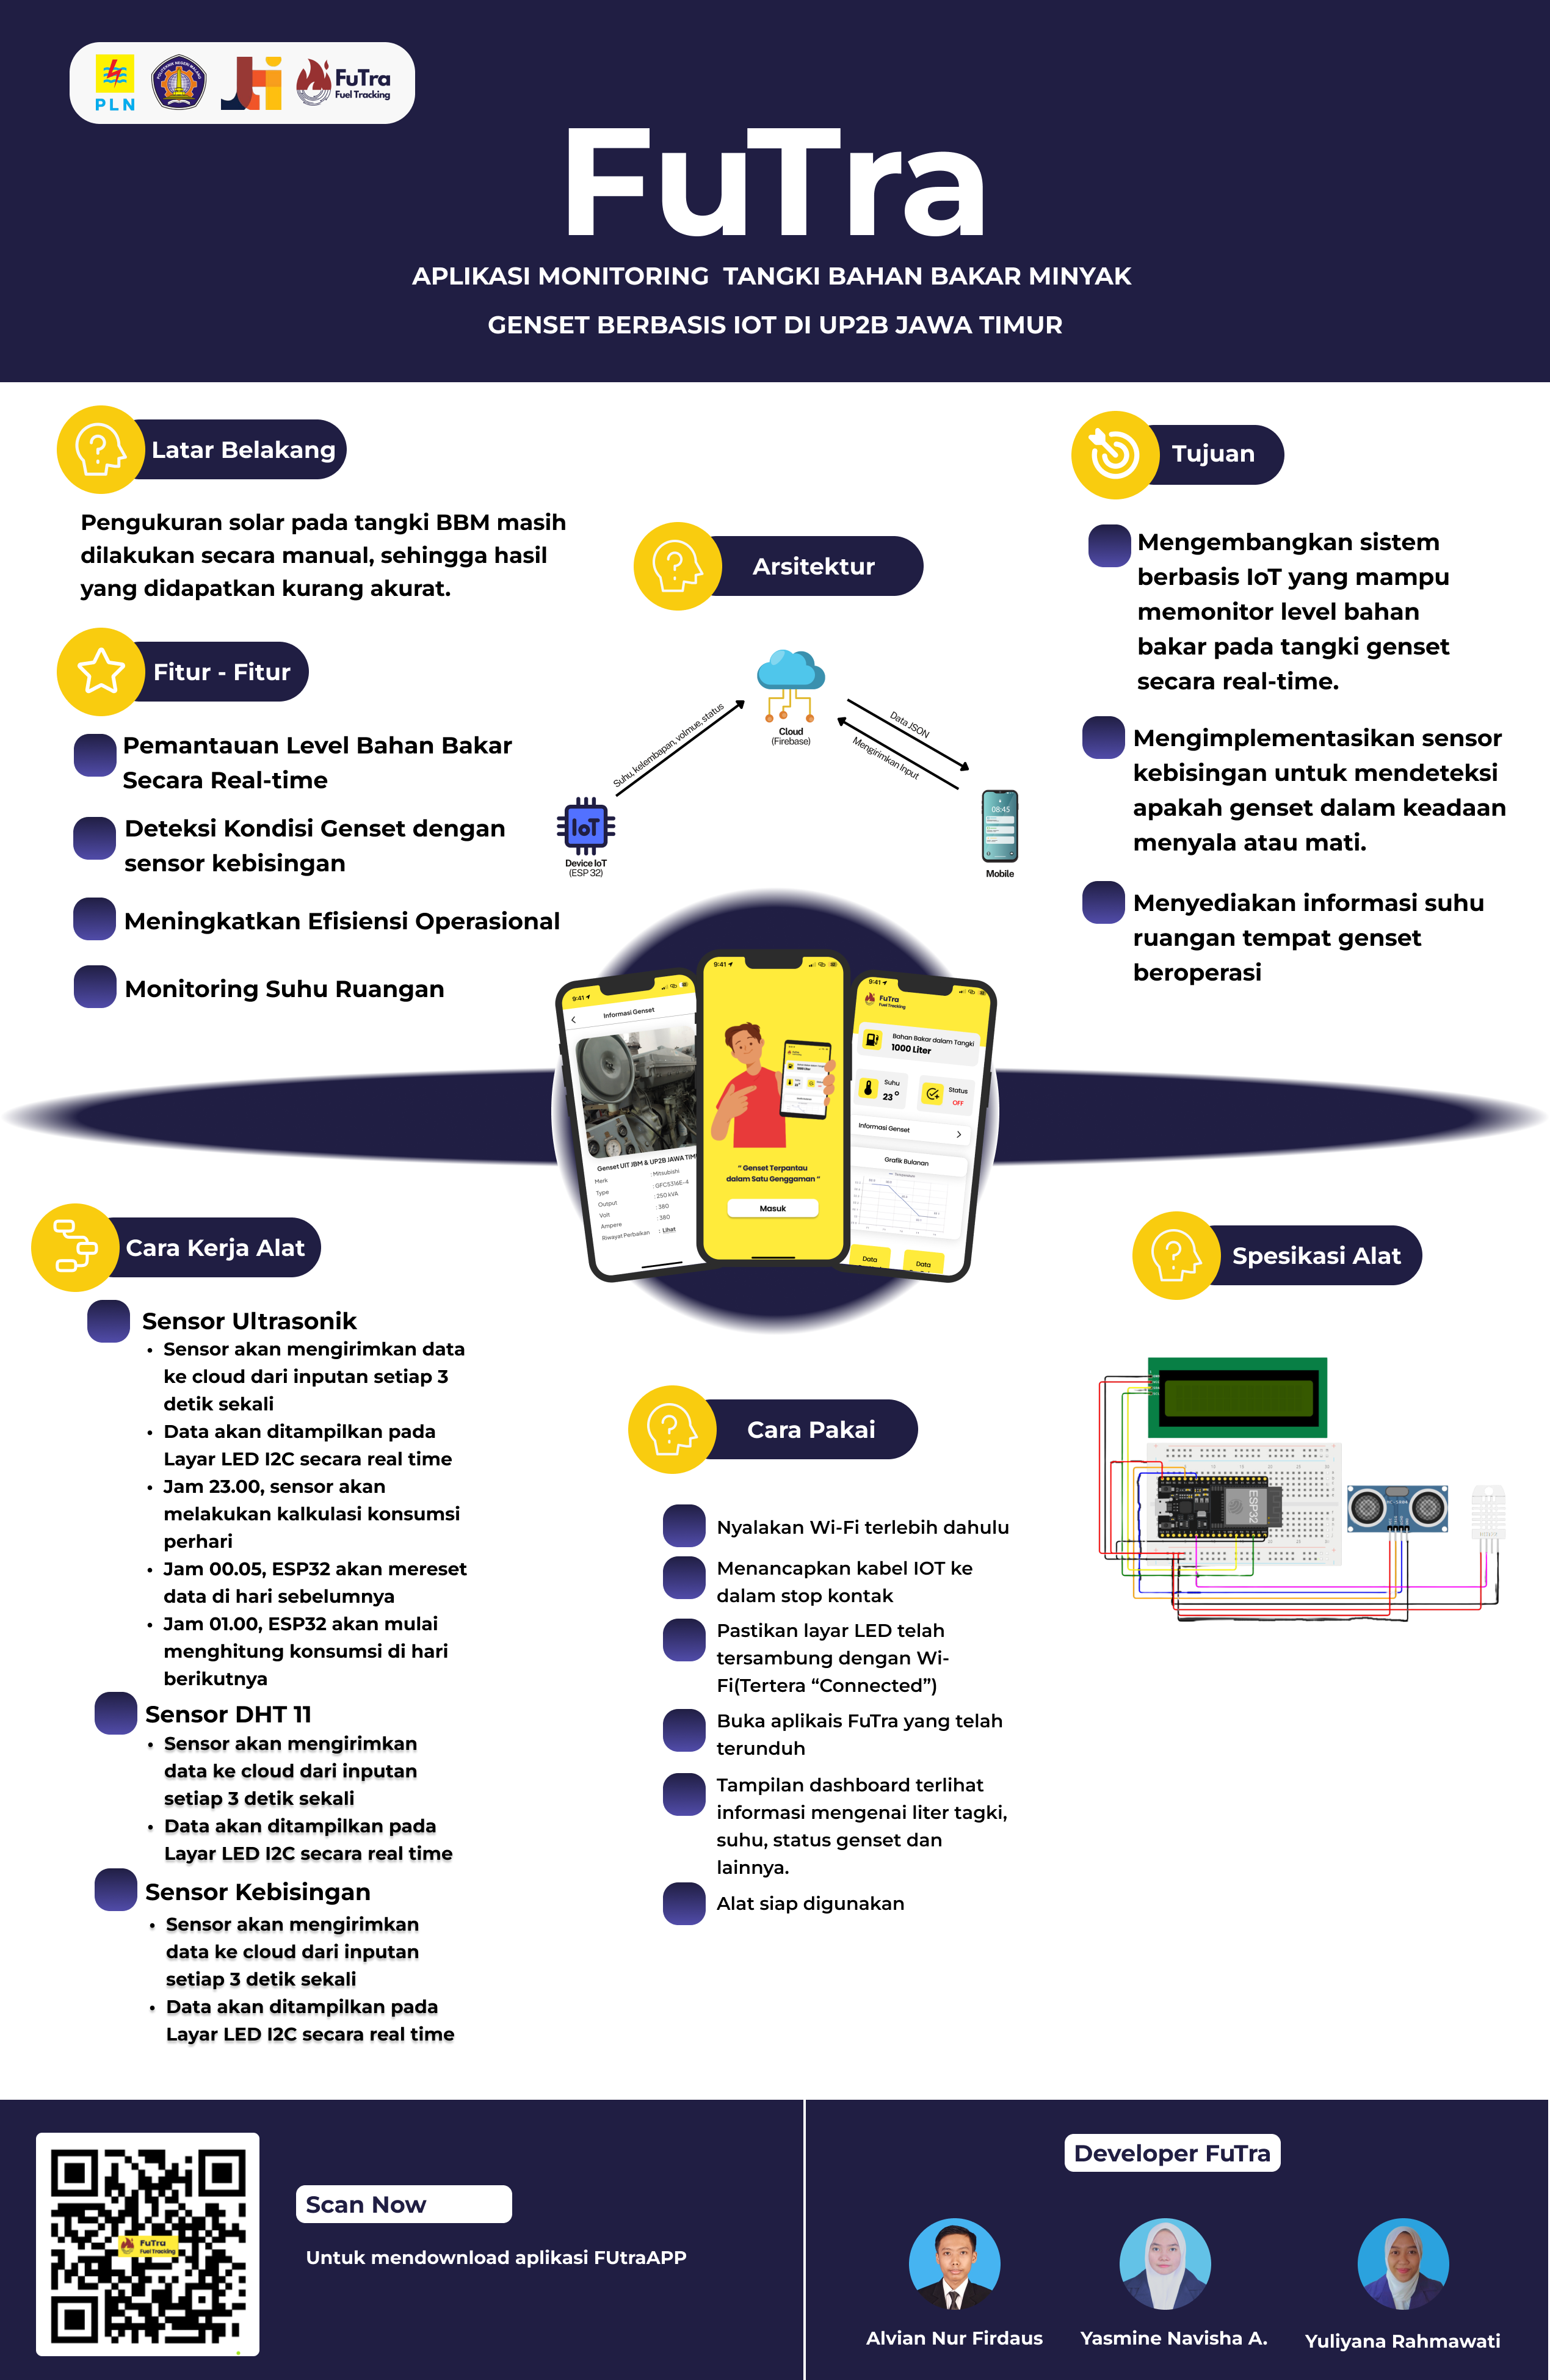 PLN
POLITEKNIK NEGERI MALANG
JTI
FuTra
Fuel Tracking
FuTra
APLIKASI MONITORING TANGKI BAHAN BAKAR MINYAK
GENSET BERBASIS IOT DI UP2B JAWA TIMUR
Latar Belakang
Pengukuran solar pada tangki BBM masih
dilakukan secara manual, sehingga hasil
yang didapatkan kurang akurat.
Fitur - Fitur
Pemantauan Level Bahan Bakar
Secara Real-time
Deteksi Kondisi Genset dengan
sensor kebisingan
Meningkatkan Efisiensi Operasional
Monitoring Suhu Ruangan
Arsitektur
Cloud
(Firebase)
Suhu, kelembapan, volmue, status
Data JSON
Mengirimkan Input
IoT
Device IoT
(ESP 32)
08:45
Mobile
Tujuan
Mengembangkan sistem
berbasis IoT yang mampu
memonitor level bahan
bakar pada tangki genset
secara real-time.
Mengimplementasikan sensor
kebisingan untuk mendeteksi
apakah genset dalam keadaan
menyala atau mati.
Menyediakan informasi suhu
ruangan tempat genset
beroperasi
9:41
Informasi Genset
Genset UIT JBM & UP2B JAWA TIM
Merk : Mitsubishi
Type : GFCS316E-4
Output : 250 kVA
Volt : 380
Ampere : 380
Riwayat Perbaikan : Lihat
9:41
" Genset Terpantau
dalam Satu Genggaman "
Masuk
9:41
FuTra
Fuel Tracking
Bahan Bakar dalam Tangki
1000 Liter
Suhu
23 °
Status
OFF
Informasi Genset
Grafik Bulanan
Data
Data
Cara Kerja Alat
Sensor Ultrasonik
• Sensor akan mengirimkan data
ke cloud dari inputan setiap 3
detik sekali
• Data akan ditampilkan pada
Layar LED I2C secara real time
• Jam 23.00, sensor akan
melakukan kalkulasi konsumsi
perhari
• Jam 00.05, ESP32 akan mereset
data di hari sebelumnya
• Jam 01.00, ESP32 akan mulai
menghitung konsumsi di hari
berikutnya
Sensor DHT 11
• Sensor akan mengirimkan
data ke cloud dari inputan
setiap 3 detik sekali
• Data akan ditampilkan pada
Layar LED I2C secara real time
Sensor Kebisingan
• Sensor akan mengirimkan
data ke cloud dari inputan
setiap 3 detik sekali
• Data akan ditampilkan pada
Layar LED I2C secara real time
Cara Pakai
Nyalakan Wi-Fi terlebih dahulu
Menancapkan kabel IOT ke
dalam stop kontak
Pastikan layar LED telah
tersambung dengan Wi-
Fi(Tertera “Connected”)
Buka aplikais FuTra yang telah
terunduh
Tampilan dashboard terlihat
informasi mengenai liter tagki,
suhu, status genset dan
lainnya.
Alat siap digunakan
Spesikasi Alat
ESP32
FuTra
Fuel Tracking
Scan Now
Untuk mendownload aplikasi FUtraAPP
Developer FuTra
Alvian Nur Firdaus
Yasmine Navisha A.
Yuliyana Rahmawati